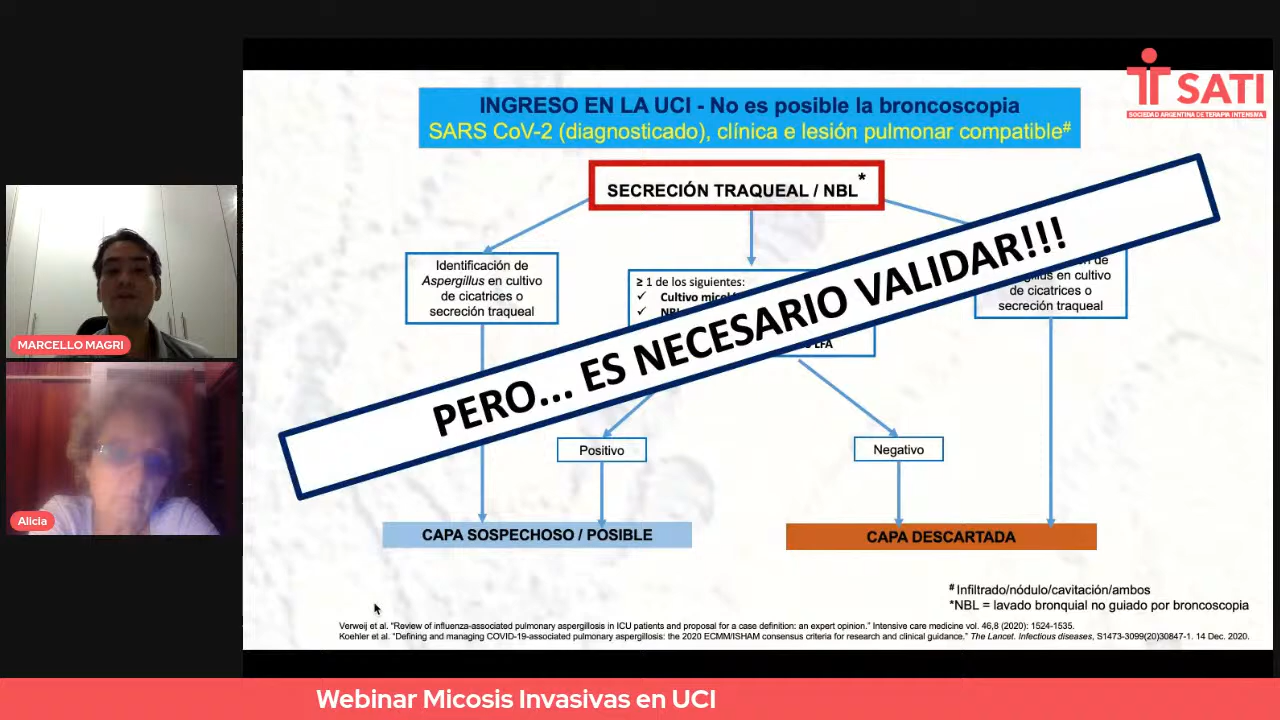 SATI
SOCIEDAD ARGENTINA DE TERAPIA INTENSIVA
INGRESO EN LA UCI - No es posible la broncoscopia
SARS CoV-2 (diagnosticado), clínica e lesión pulmonar compatible#
SECRECIÓN TRAQUEAL / NBL*
Identificación de
Aspergillus en cultivo
de cicatrices o
secreción traqueal
≥ 1 de los siguientes:
✓ Cultivo
✓ NBL
LFA
de
en cultivo
de cicatrices o
secreción traqueal
PERO... ES NECESARIO VALIDAR!!!
Positivo
Negativo
CAPA SOSPECHOSO / POSIBLE
CAPA DESCARTADA
# Infiltrado/nódulo/cavitación/ambos
*NBL = lavado bronquial no guiado por broncoscopia
Verweij et al. "Review of influenza-associated pulmonary aspergillosis in ICU patients and proposal for a case definition: an expert opinion." Intensive care medicine vol. 46,8 (2020): 1524-1535.
Koehler et al. "Defining and managing COVID-19-associated pulmonary aspergillosis: the 2020 ECMM/ISHAM consensus criteria for research and clinical guidance." The Lancet. Infectious diseases, S1473-3099(20)30847-1. 14 Dec. 2020.
MARCELLO MAGRI
Alicia
Webinar Micosis Invasivas en UCI